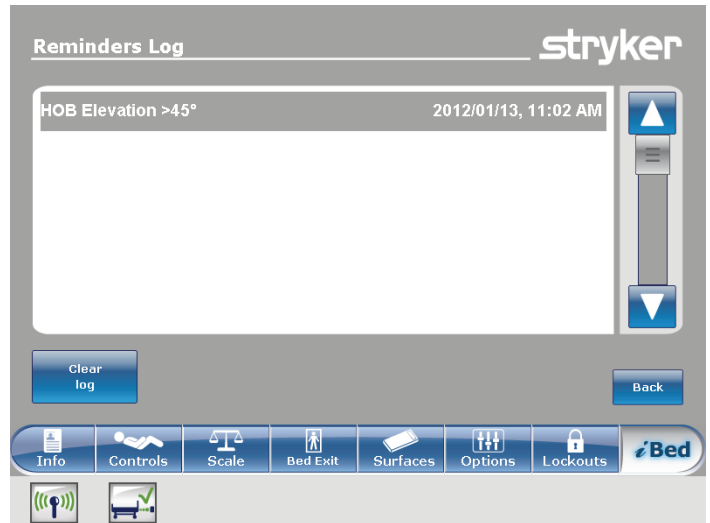 Reminders Log
stryker
HOB Elevation >45° 2012/01/13, 11:02 AM
Clear
log
Back
Info Controls Scale Bed Exit Surfaces Options Lockouts iBed